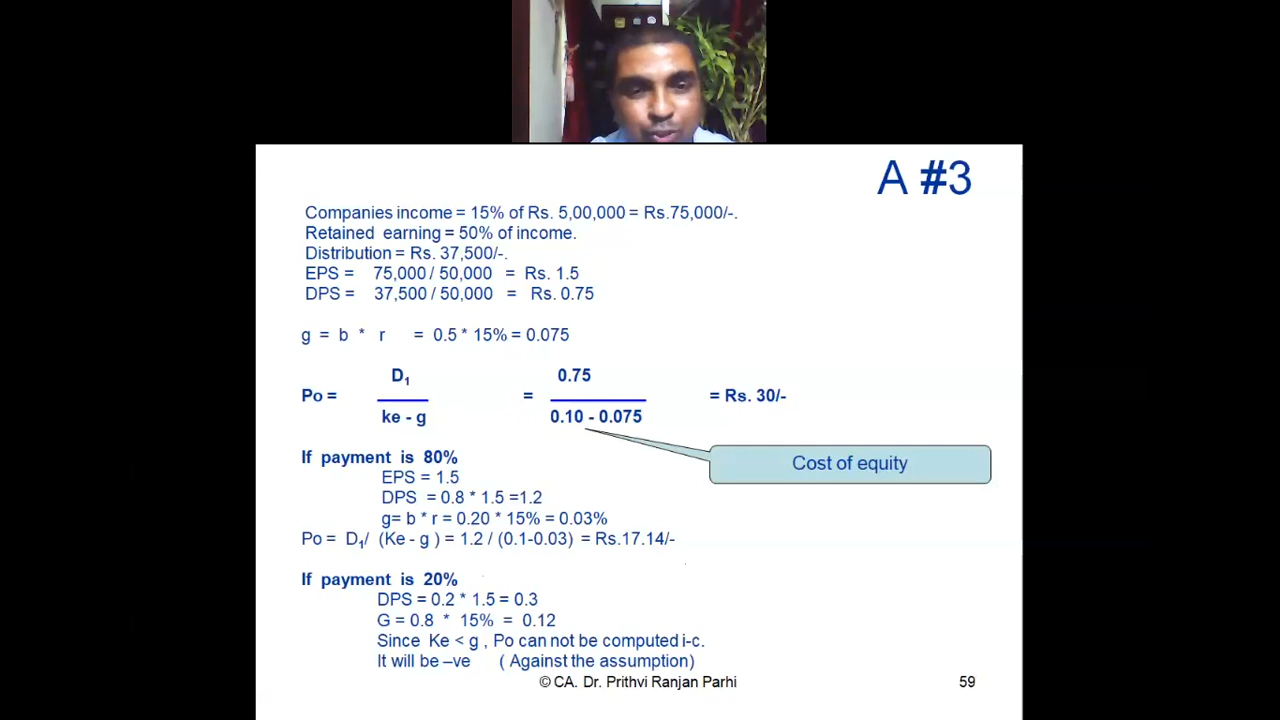 A #3
Companies income = 15% of Rs. 5,00,000 = Rs.75,000/-.
Retained earning = 50% of income.
Distribution = Rs. 37,500/-.
EPS = 75,000 / 50,000 = Rs. 1.5
DPS = 37,500 / 50,000 = Rs. 0.75
g = b * r = 0.5 * 15% = 0.075
D1 0.75
Po = = = Rs. 30/-
ke - g 0.10 - 0.075
If payment is 80%
Cost of equity
EPS = 1.5
DPS = 0.8 * 1.5 =1.2
g= b * r = 0.20 * 15% = 0.03%
Po = D1/ (Ke - g ) = 1.2 / (0.1-0.03) = Rs.17.14/-
If payment is 20%
DPS = 0.2 * 1.5 = 0.3
G = 0.8 * 15% = 0.12
Since Ke < g , Po can not be computed i-c.
It will be –ve ( Against the assumption)
© CA. Dr. Prithvi Ranjan Parhi
59